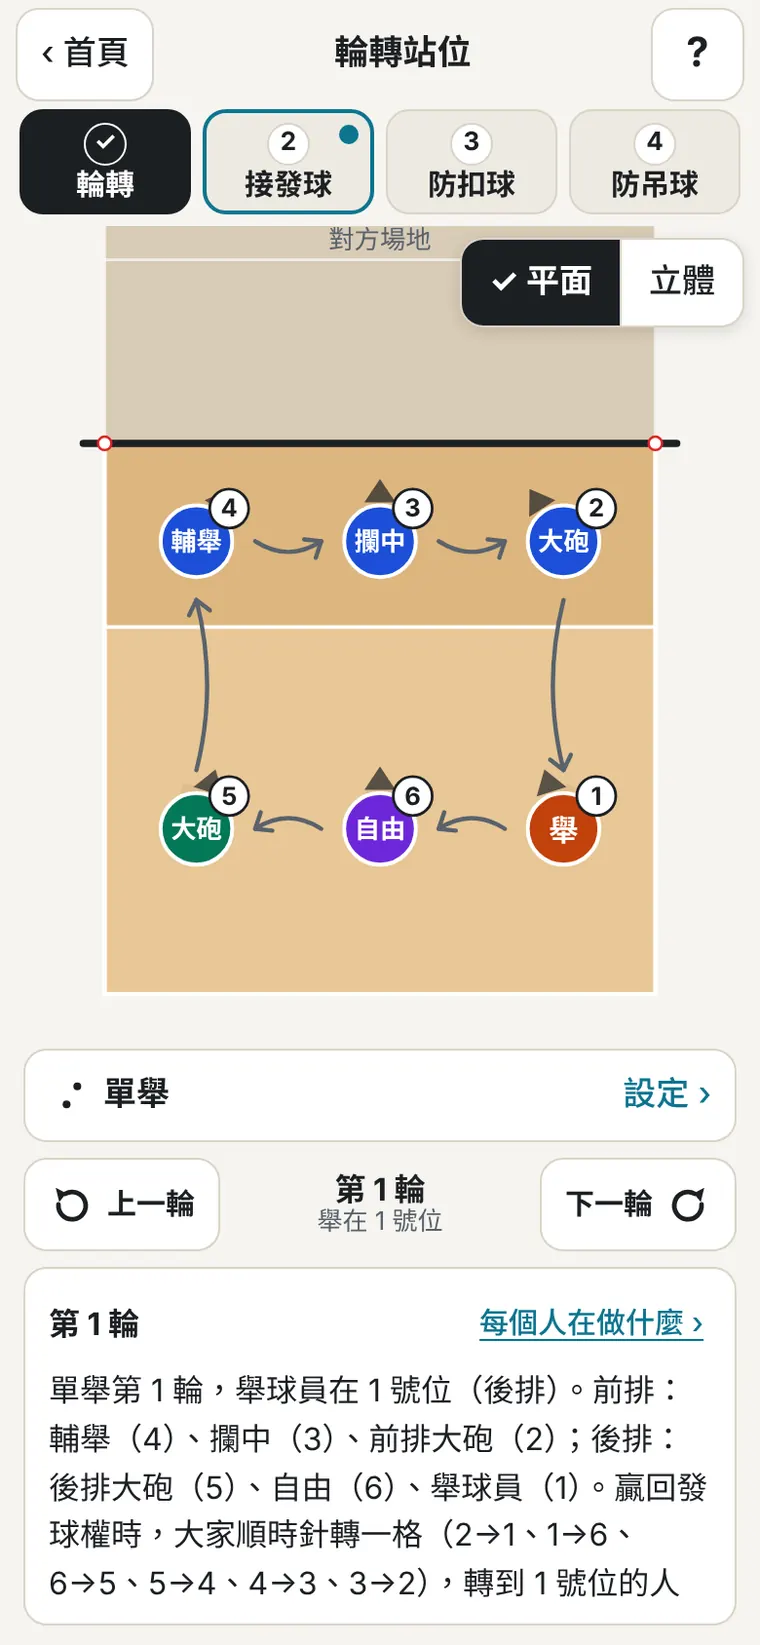 ‹ 首頁
輪轉站位
?
輪轉
2
接發球
3
防扣球
4
防吊球
對方場地
平面
立體
4
輔舉
3
攔中
2
大砲
5
大砲
6
自由
1
舉
單舉
設定 ›
上一輪
第 1 輪
舉在 1 號位
下一輪
第 1 輪
每個人在做什麼 ›
單舉第 1 輪，舉球員在 1 號位（後排）。前排：
輔舉（4）、攔中（3）、前排大砲（2）；後排：
後排大砲（5）、自由（6）、舉球員（1）。贏回發
球權時，大家順時針轉一格（2→1、1→6、
6→5、5→4、4→3、3→2），轉到 1 號位的人